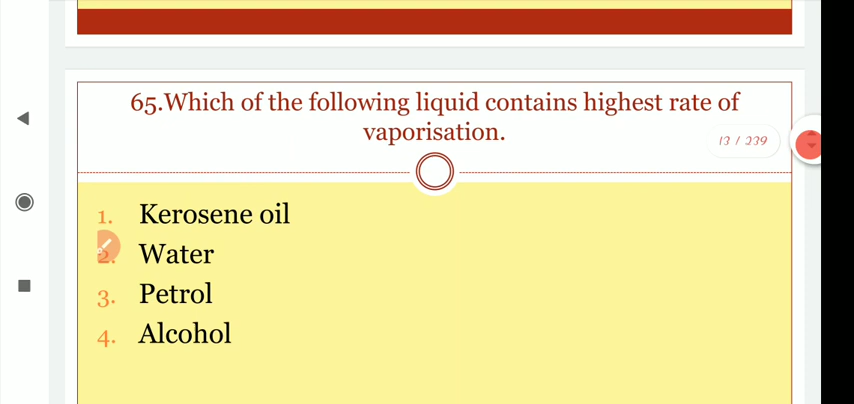 65.Which of the following liquid contains highest rate of
vaporisation.
13 / 239
1. Kerosene oil
2. Water
3. Petrol
4. Alcohol